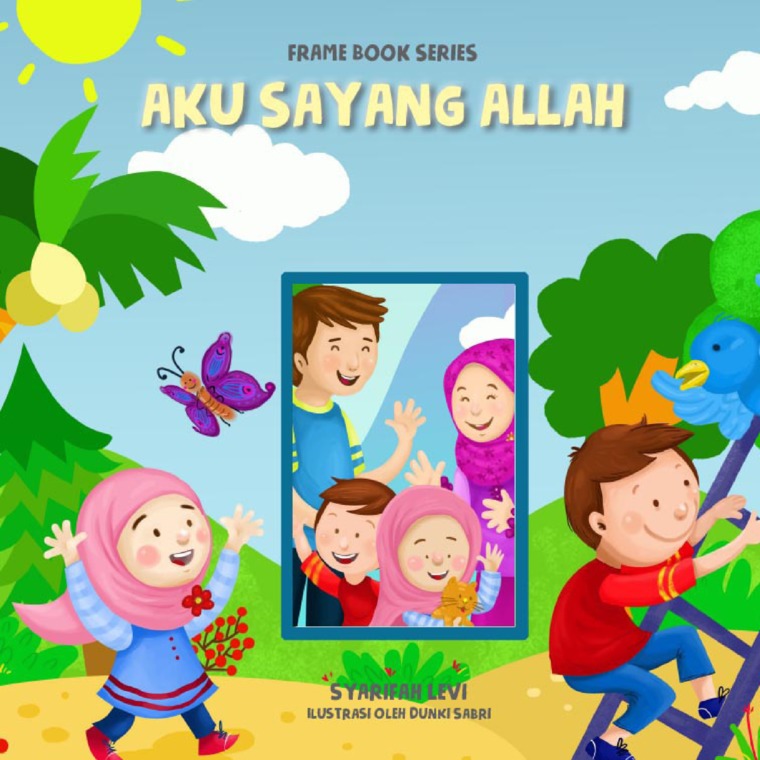 FRAME BOOK SERIES
AKU SAYANG ALLAH
SYARIFAH LEVI
ILUSTRASI OLEH DUNKI SABRI